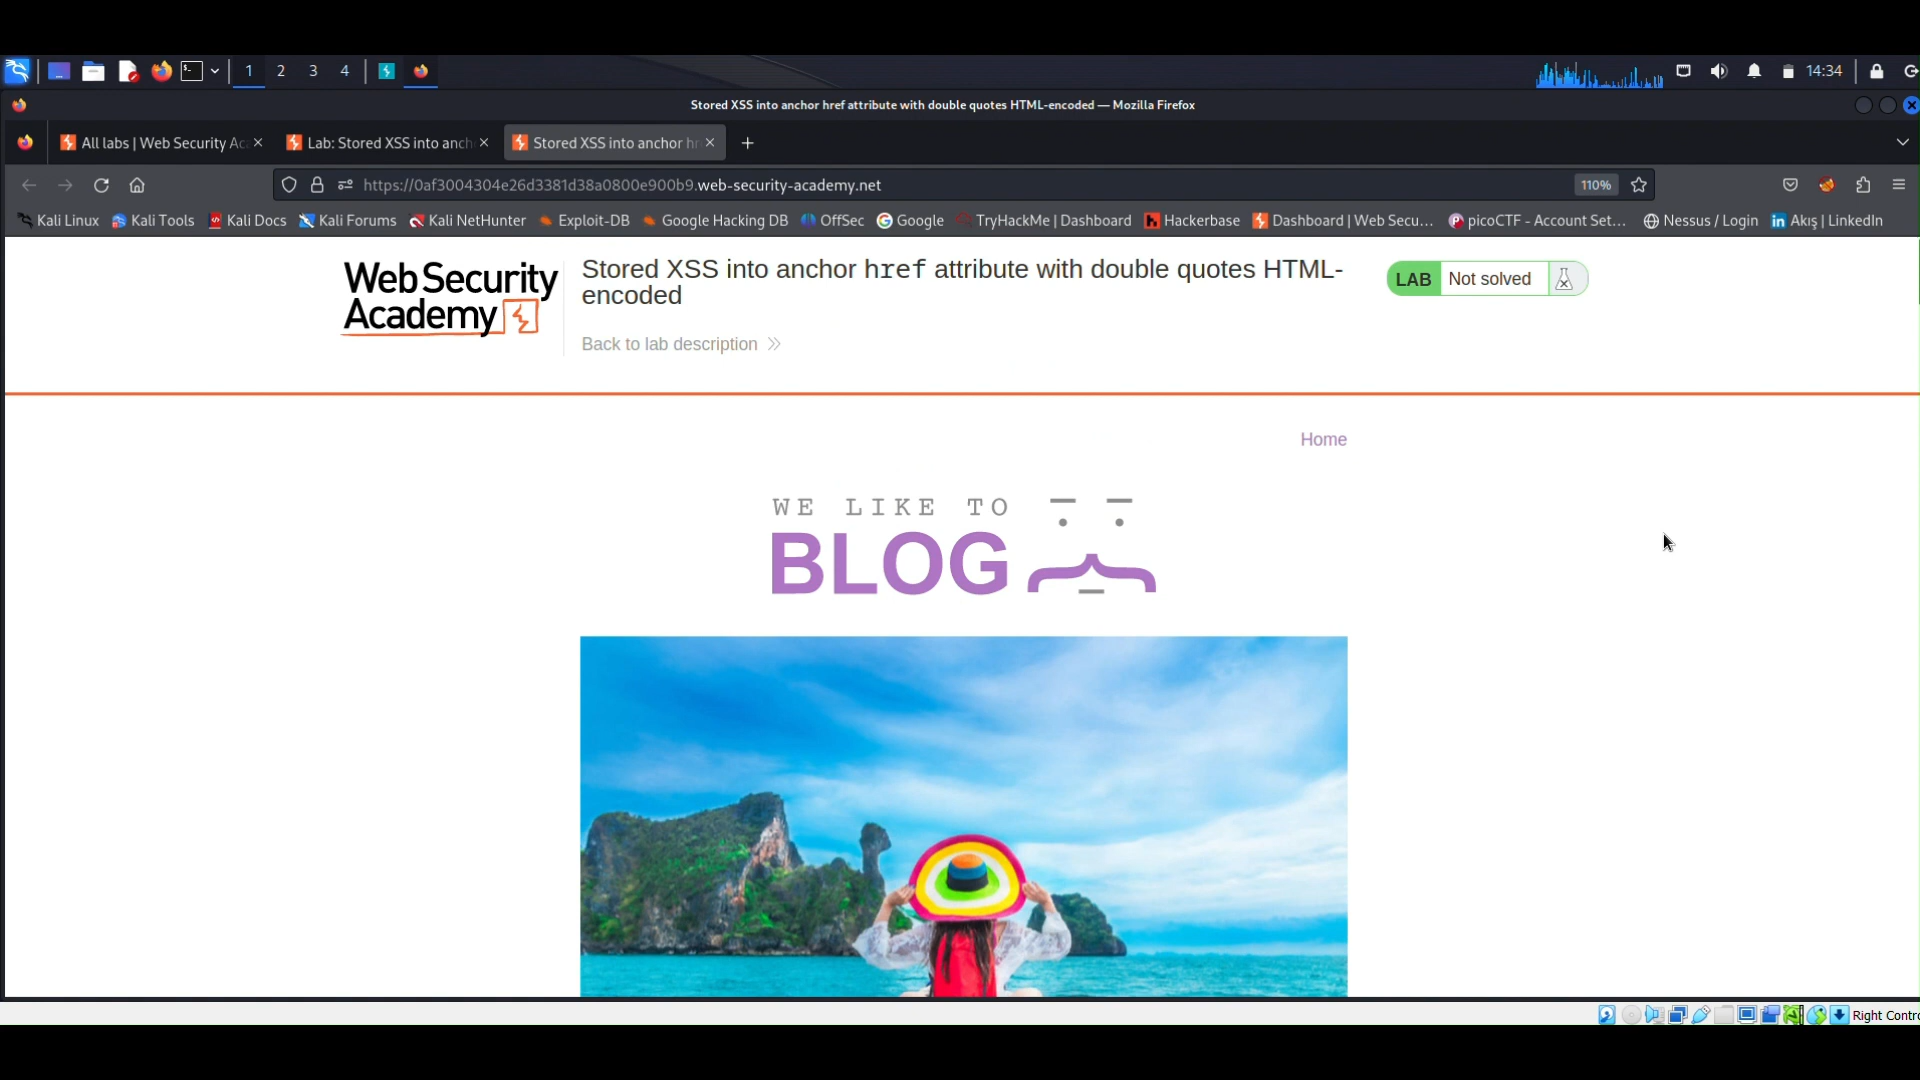 1 2 3 4 14:34
Stored XSS into anchor href attribute with double quotes HTML-encoded — Mozilla Firefox
All labs | Web Security Ac Lab: Stored XSS into anch Stored XSS into anchor hr
https://0af3004304e26d3381d38a0800e900b9.web-security-academy.net 110%
Kali Linux Kali Tools Kali Docs Kali Forums Kali NetHunter Exploit-DB Google Hacking DB OffSec Google TryHackMe | Dashboard Hackerbase Dashboard | Web Secu... picoCTF - Account Set... Nessus / Login Akış | LinkedIn
Web Security
Academy
Stored XSS into anchor href attribute with double quotes HTML-
encoded
LAB Not solved
Back to lab description
Home
WE LIKE TO
BLOG
Right Contro